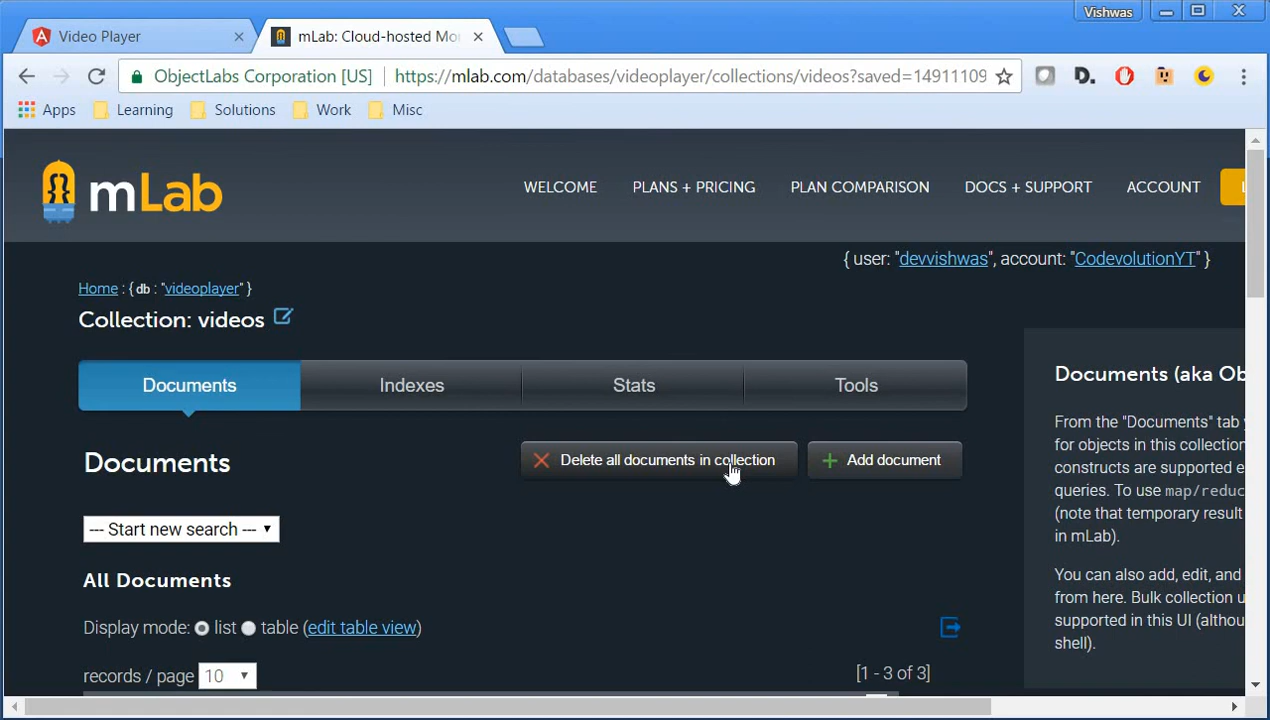 Vishwas
Video Player
mLab: Cloud-hosted Mo
ObjectLabs Corporation [US] https://mlab.com/databases/videoplayer/collections/videos?saved=14911109
Apps Learning Solutions Work Misc
mLab
WELCOME PLANS + PRICING PLAN COMPARISON DOCS + SUPPORT ACCOUNT L
{ user: "devvishwas", account: "CodevolutionYT" }
Home : { db : "videoplayer" }
Collection: videos
Documents Indexes Stats Tools
Documents
Delete all documents in collection
Add document
--- Start new search ---
All Documents
Display mode: list table (edit table view)
records / page 10
[1 - 3 of 3]
Documents (aka Ob
From the "Documents" tab y
for objects in this collection
constructs are supported e
queries. To use map/reduc
(note that temporary result
in mLab).
You can also add, edit, and
from here. Bulk collection u
supported in this UI (althou
shell).